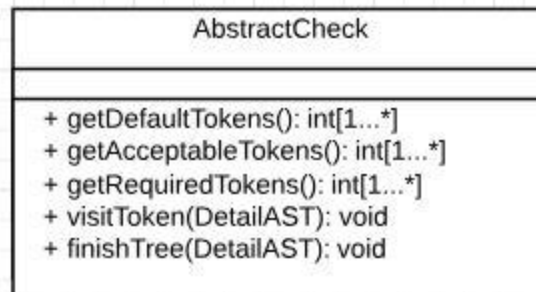 AbstractCheck
+ getDefaultTokens(): int[1...*]
+ getAcceptableTokens(): int[1...*]
+ getRequiredTokens(): int[1...*]
+ visitToken(DetailAST): void
+ finishTree(DetailAST): void